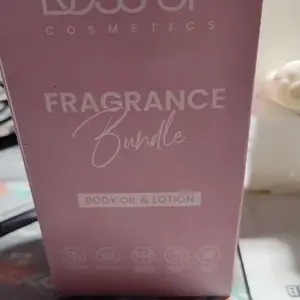 COSMETICS
FRAGRANCE
Bundle
BODY OIL & LOTION